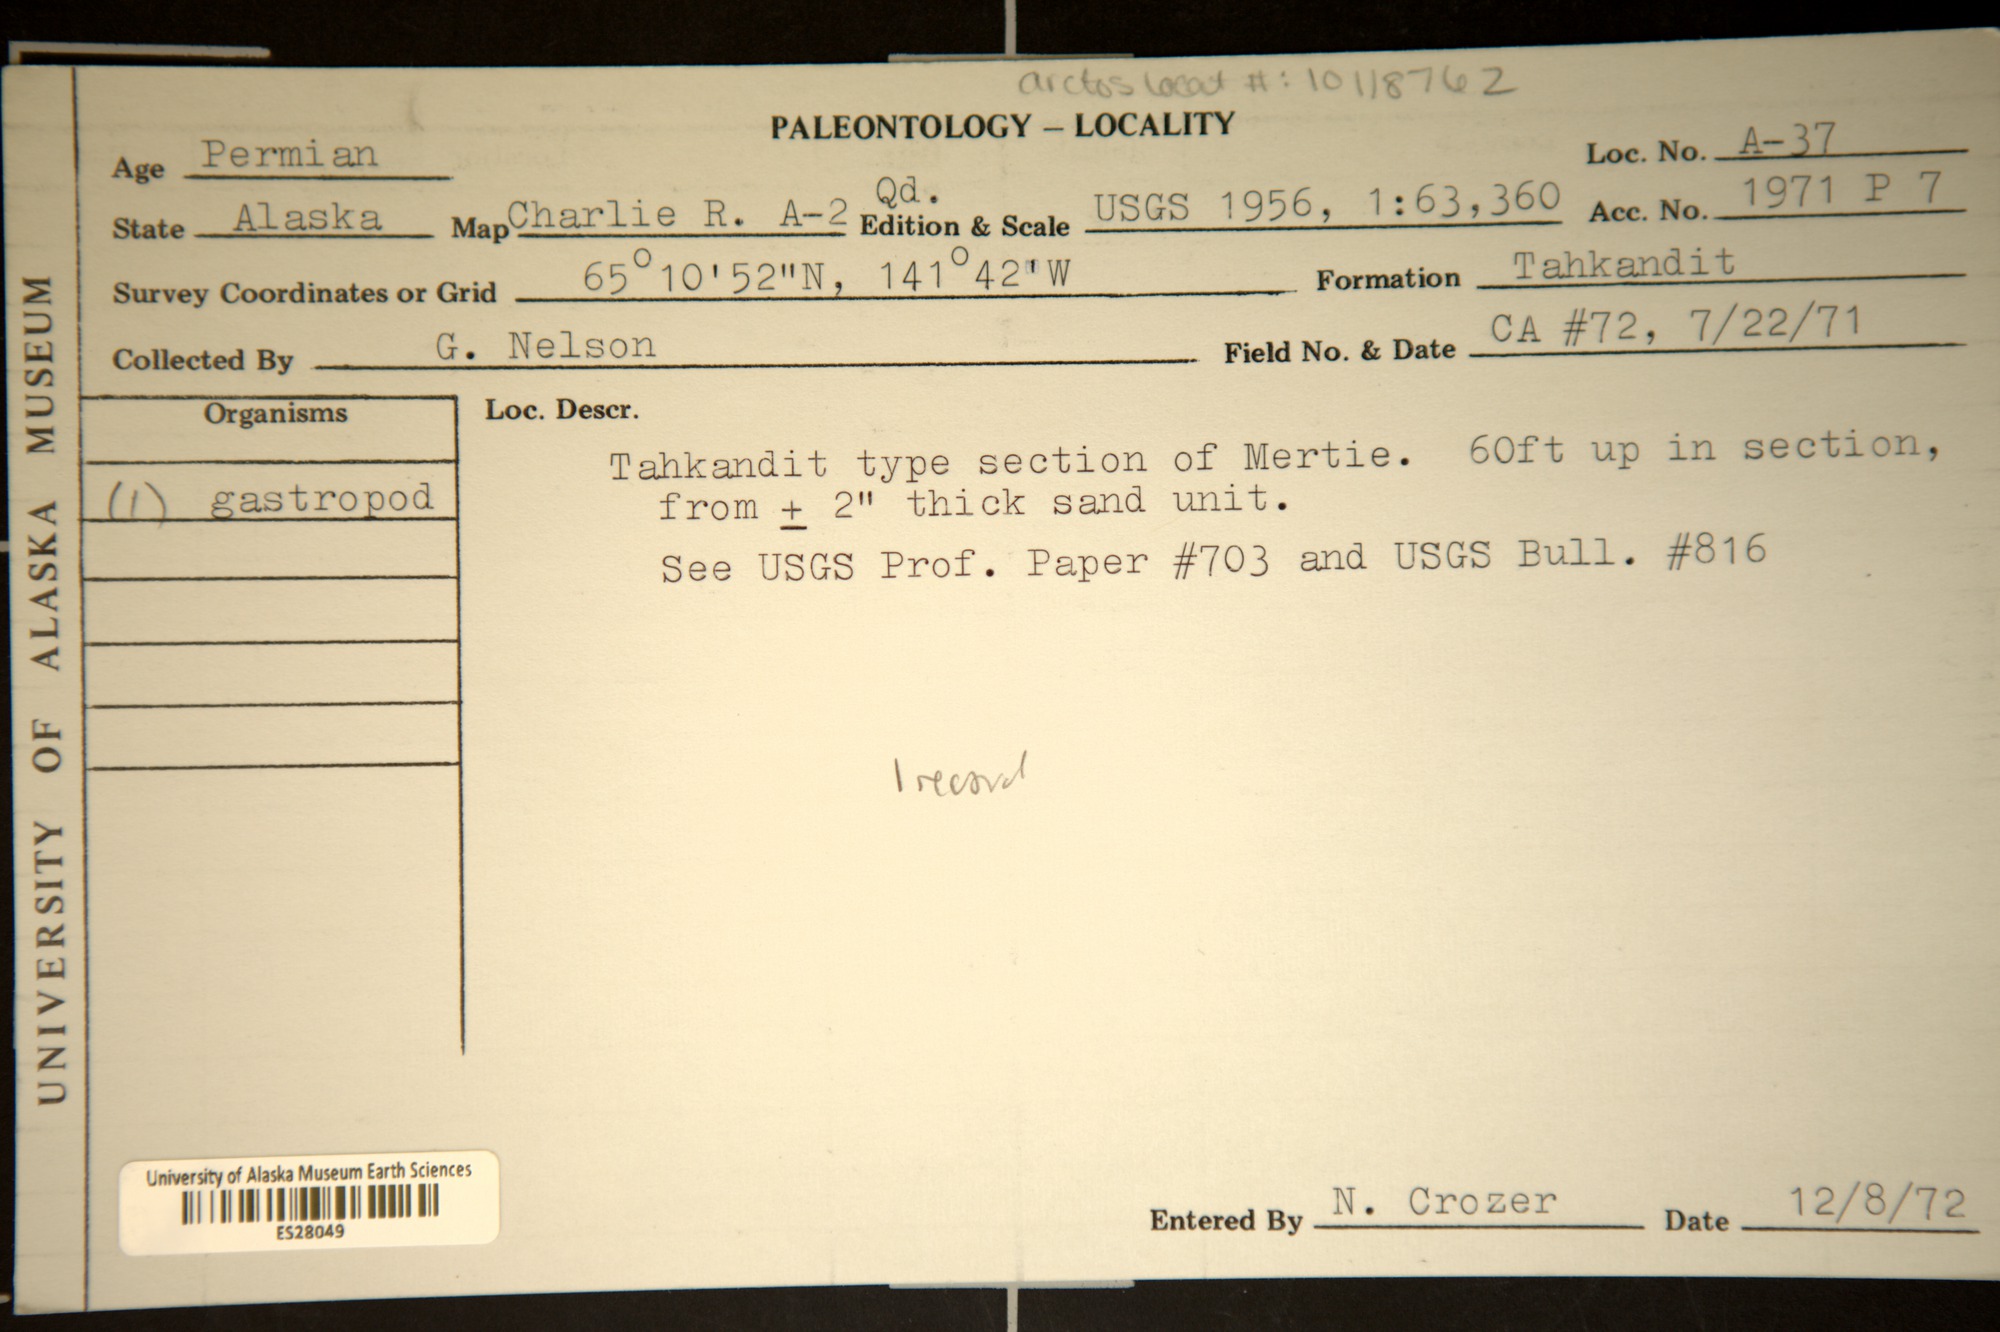 arctos locat #: 10118762
PALEONTOLOGY – LOCALITY
Age Permian
Loc. No. A-37
State Alaska Map Charlie R. A-2 Qd. Edition & Scale USGS 1956, 1:63,360 Acc. No. 1971 P 7
Survey Coordinates or Grid 65°10'52"N, 141°42'W Formation Tahkandit
Collected By G. Nelson Field No. & Date CA #72, 7/22/71
Organisms
(1) gastropod
Loc. Descr.
Tahkandit type section of Mertie. 60ft up in section,
from ± 2" thick sand unit.
See USGS Prof. Paper #703 and USGS Bull. #816
1 record
Entered By N. Crozer Date 12/8/72
University of Alaska Museum Earth Sciences
ES28049
UNIVERSITY OF ALASKA MUSEUM